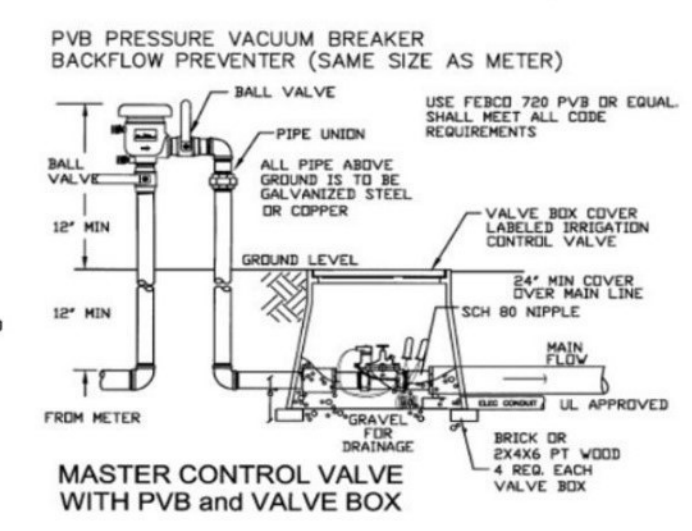 PVB PRESSURE VACUUM BREAKER
BACKFLOW PREVENTER (SAME SIZE AS METER)
BALL VALVE
USE FEBCO 720 PVB OR EQUAL.
SHALL MEET ALL CODE
REQUIREMENTS
PIPE UNION
BALL
VALVE
ALL PIPE ABOVE
GROUND IS TO BE
GALVANIZED STEEL
OR COPPER
12" MIN
VALVE BOX COVER
LABELED IRRIGATION
CONTROL VALVE
GROUND LEVEL
24" MIN COVER
OVER MAIN LINE
12" MIN
SCH 80 NIPPLE
MAIN
FLOW
FROM METER
ELEC CONDUIT
UL APPROVED
GRAVEL
FOR
DRAINAGE
BRICK OR
2X4X6 PT WOOD
4 REQ. EACH
VALVE BOX
MASTER CONTROL VALVE
WITH PVB and VALVE BOX